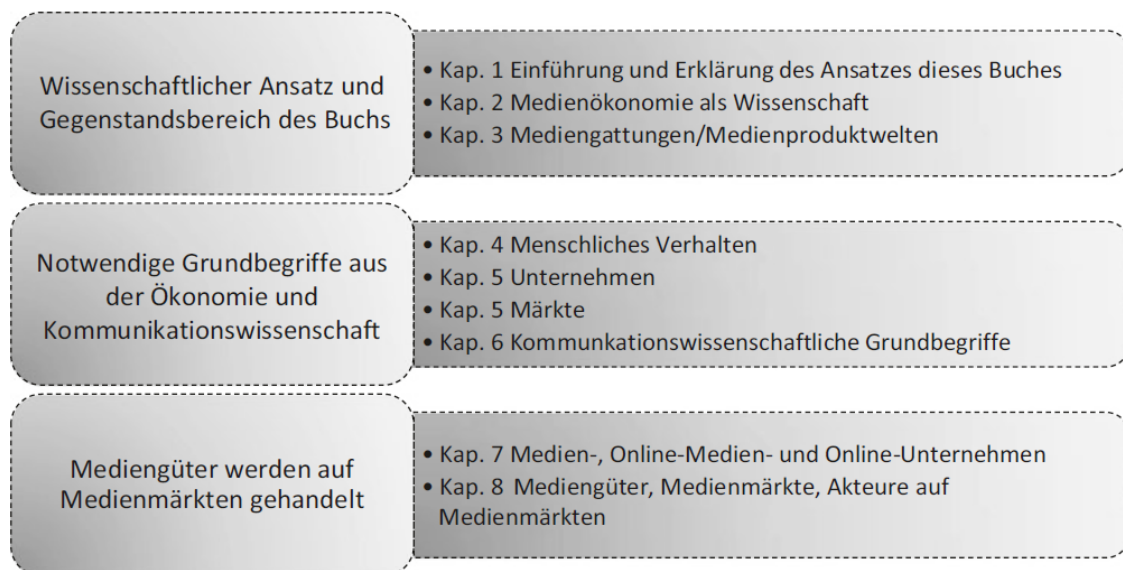 Wissenschaftlicher Ansatz und
Gegenstandsbereich des Buchs
• Kap. 1 Einführung und Erklärung des Ansatzes dieses Buches
• Kap. 2 Medienökonomie als Wissenschaft
• Kap. 3 Mediengattungen/Medienproduktwelten
Notwendige Grundbegriffe aus
der Ökonomie und
Kommunikationswissenschaft
• Kap. 4 Menschliches Verhalten
• Kap. 5 Unternehmen
• Kap. 5 Märkte
• Kap. 6 Kommunkationswissenschaftliche Grundbegriffe
Mediengüter werden auf
Medienmärkten gehandelt
• Kap. 7 Medien-, Online-Medien- und Online-Unternehmen
• Kap. 8 Mediengüter, Medienmärkte, Akteure auf
Medienmärkten